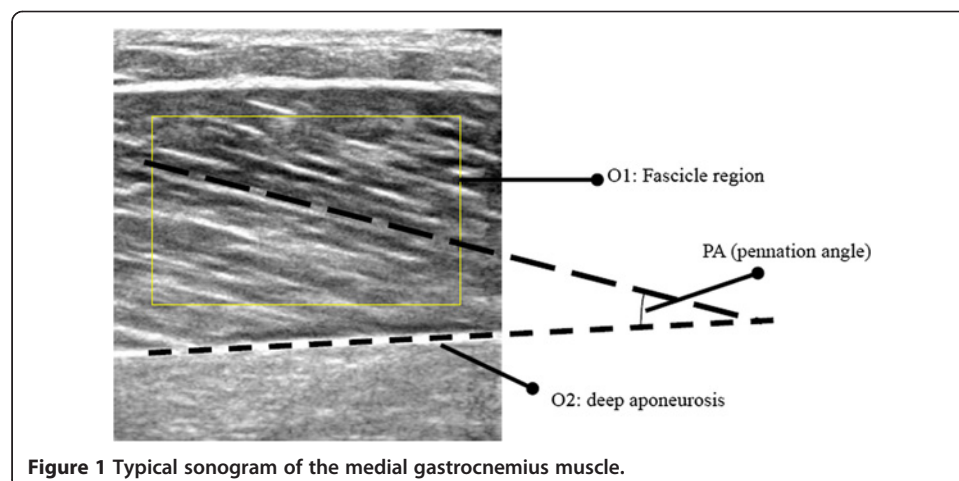 O1: Fascicle region
PA (pennation angle)
O2: deep aponeurosis
Figure 1 Typical sonogram of the medial gastrocnemius muscle.